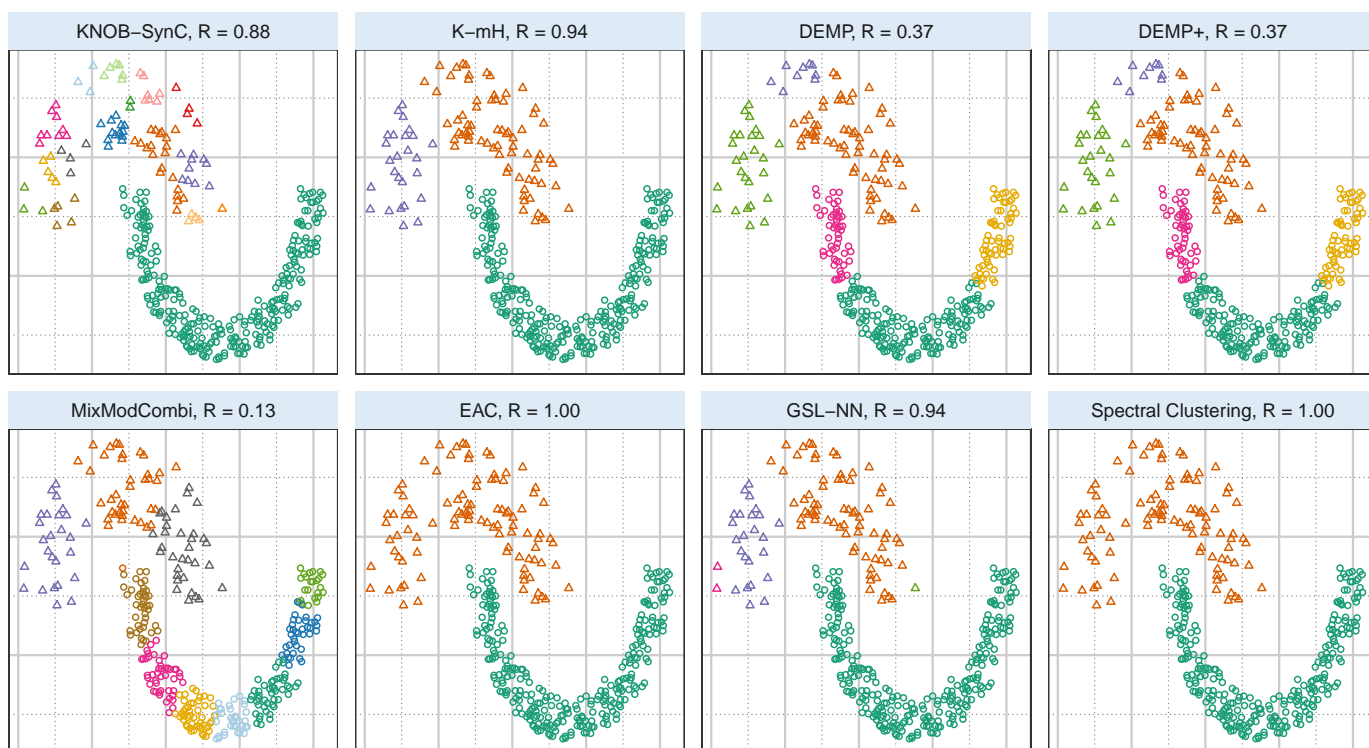 KNOB–SynC, R = 0.88
K–mH, R = 0.94
DEMP, R = 0.37
DEMP+, R = 0.37
MixModCombi, R = 0.13
EAC, R = 1.00
GSL–NN, R = 0.94
Spectral Clustering, R = 1.00